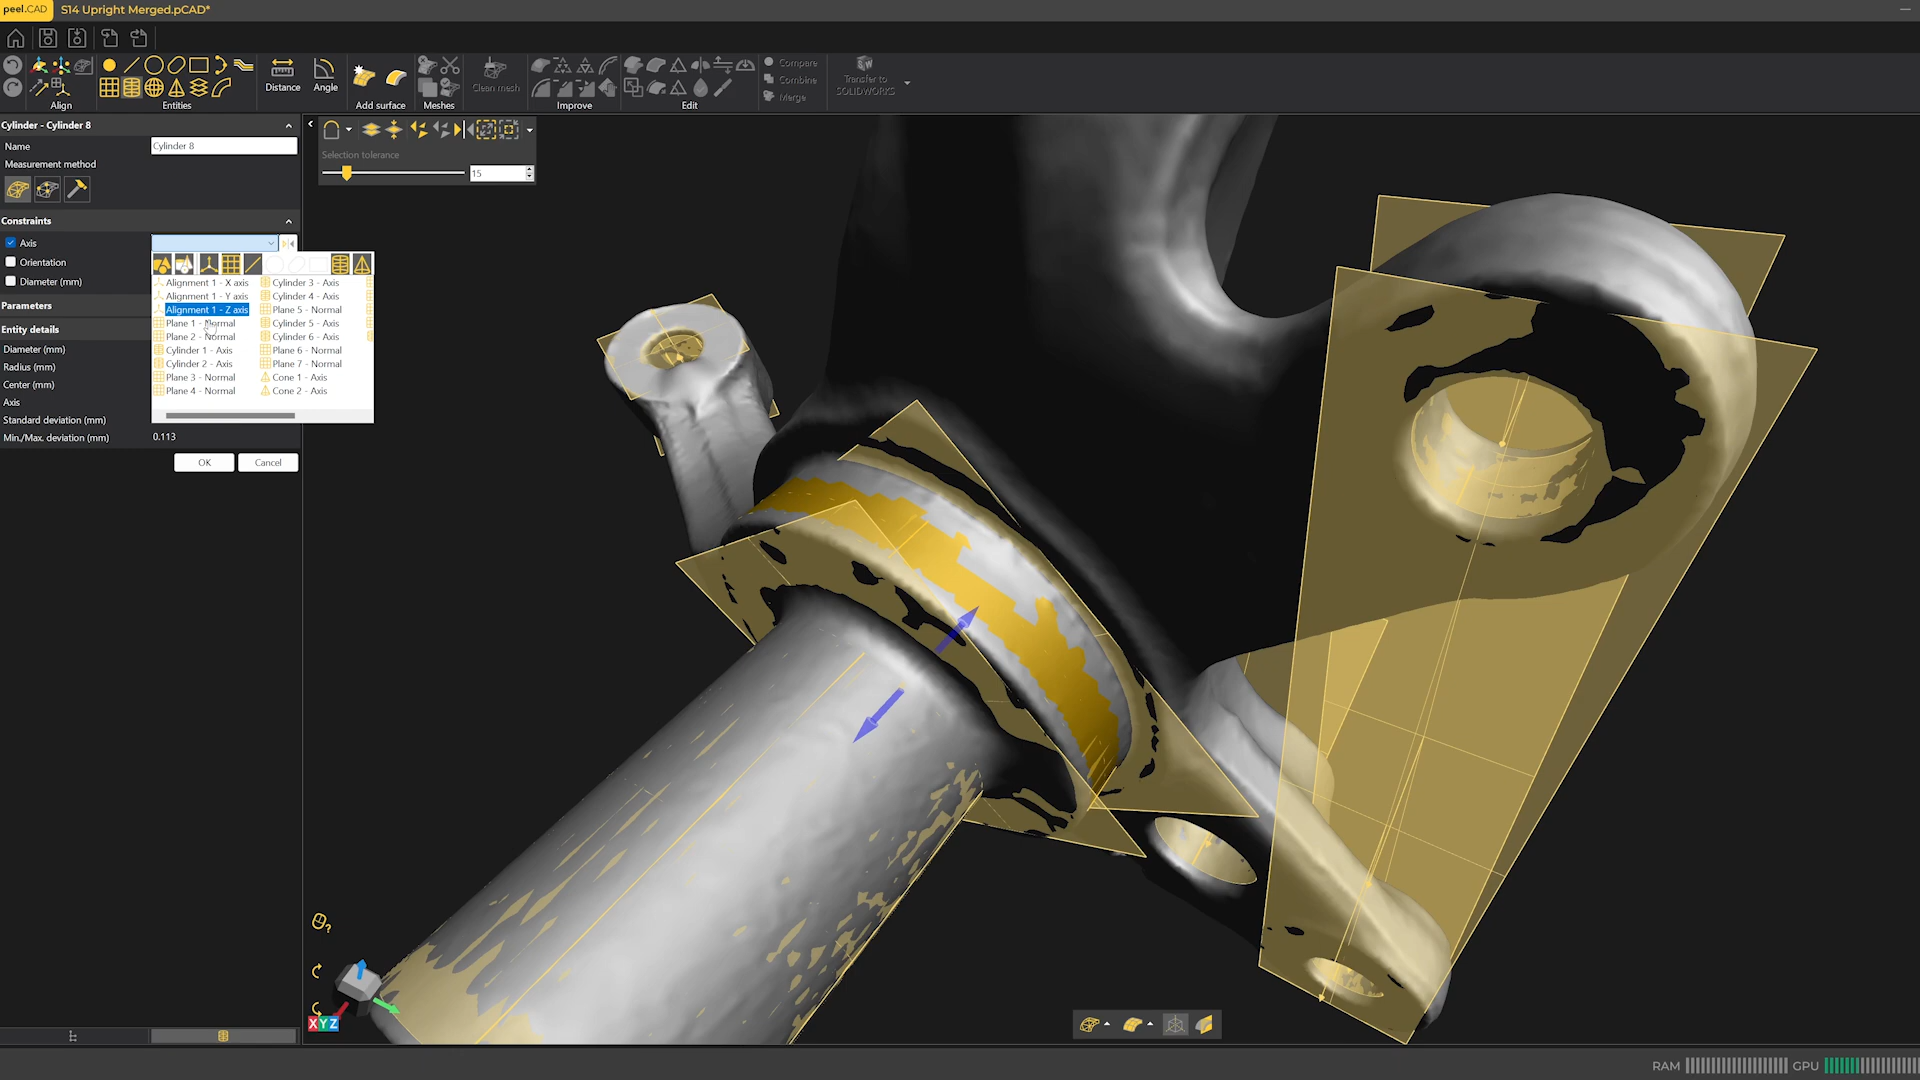 peel.CAD S14 Upright Merged.pCAD*
Align
Entities
Distance
Angle
Add surface
Meshes
Clean mesh
Improve
Edit
Compare
Combine
Merge
Transfer to
SOLIDWORKS
Cylinder - Cylinder 8
Name Cylinder 8
Measurement method
Constraints
Axis
Orientation
Diameter (mm)
Parameters
Entity details
Diameter (mm)
Radius (mm)
Center (mm)
Axis
Standard deviation (mm)
Min./Max. deviation (mm) 0.113
OK Cancel
Alignment 1 - X axis
Alignment 1 - Y axis
Alignment 1 - Z axis
Plane 1 - Normal
Plane 2 - Normal
Cylinder 1 - Axis
Cylinder 2 - Axis
Plane 3 - Normal
Plane 4 - Normal
Cylinder 3 - Axis
Cylinder 4 - Axis
Plane 5 - Normal
Cylinder 5 - Axis
Cylinder 6 - Axis
Plane 6 - Normal
Plane 7 - Normal
Cone 1 - Axis
Cone 2 - Axis
Selection tolerance
15
?
XYZ
RAM GPU